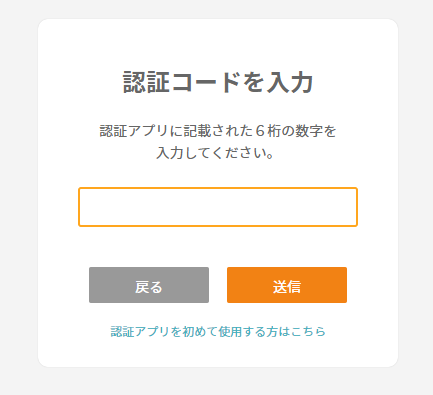 認証コードを入力
認証アプリに記載された６桁の数字を
入力してください。
戻る
送信
認証アプリを初めて使用する方はこちら